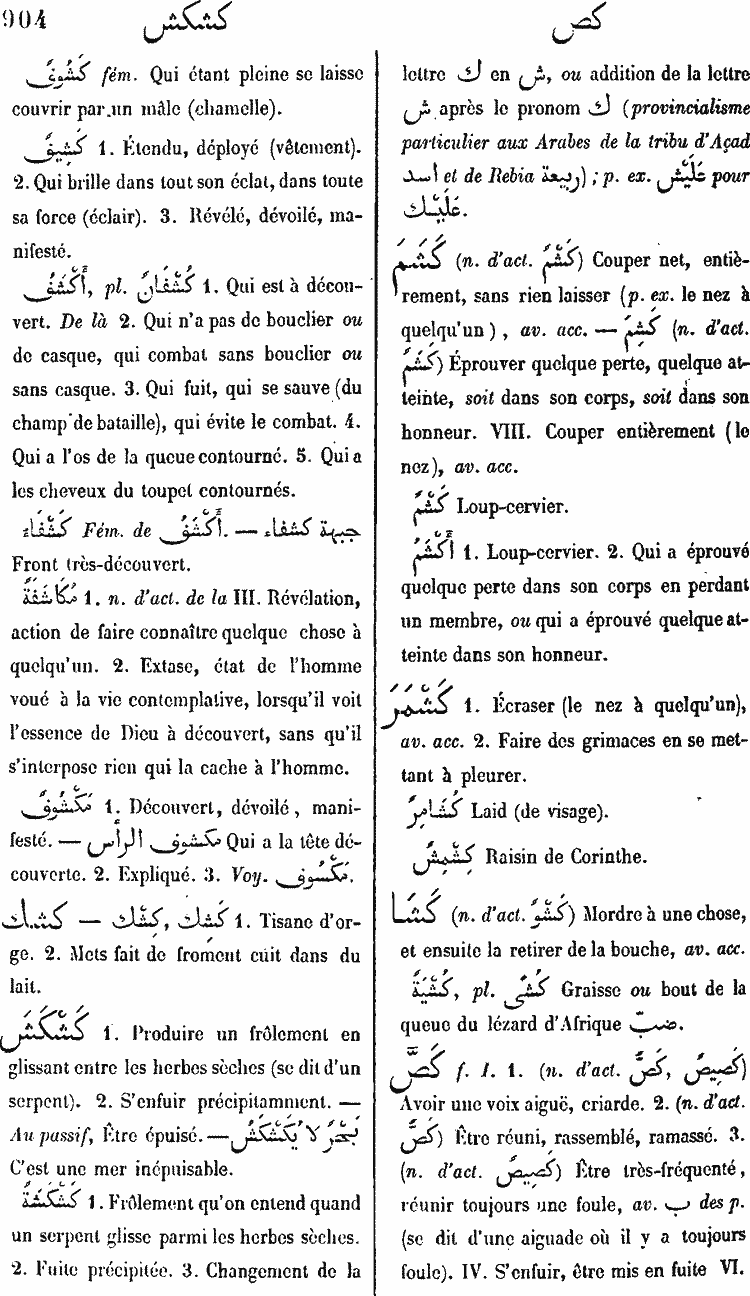 904 كشكش كص
كَشُوفٌ fém. Qui étant pleine se laisse
couvrir par un mâle (chamelle).
كَشِيفٌ 1. Étendu, déployé (vêtement).
2. Qui brille dans tout son éclat, dans toute
sa force (éclair). 3. Révélé, dévoilé, ma-
nifesté.
أَكْشَفُ, pl. كُشْفَانٌ 1. Qui est à décou-
vert. De là 2. Qui n'a pas de bouclier ou
de casque, qui combat sans bouclier ou
sans casque. 3. Qui fuit, qui se sauve (du
champ de bataille), qui évite le combat. 4.
Qui a l'os de la queue contourné. 5. Qui a
les cheveux du toupet contournés.
كَشْفَاءُ Fém. de أَكْشَفُ. — جبهة كشفاء
Front très-découvert.
مُكَاشَفَةٌ 1. n. d'act. de la III. Révélation,
action de faire connaître quelque chose à
quelqu'un. 2. Extase, état de l'homme
voué à la vie contemplative, lorsqu'il voit
l'essence de Dieu à découvert, sans qu'il
s'interpose rien qui la cache à l'homme.
مَكْشُوفٌ 1. Découvert, dévoilé, mani-
festé. — مكشوف الرأس Qui a la tête dé-
couverte. 2. Expliqué. 3. Voy. مَكْسُوف.
كشك — كَشْك, كِشْك 1. Tisane d'or-
ge. 2. Mets fait de froment cuit dans du
lait.
كَشْكَشَ 1. Produire un frôlement en
glissant entre les herbes sèches (se dit d'un
serpent). 2. S'enfuir précipitamment. —
Au passif, Être épuisé. — بَحْرٌ لَا يُكَشْكَشُ
C'est une mer inépuisable.
كَشْكَشَةٌ 1. Frôlement qu'on entend quand
un serpent glisse parmi les herbes sèches.
2. Fuite précipitée. 3. Changement de la
lettre ك en ش, ou addition de la lettre
ش après le pronom ك (provincialisme
particulier aux Arabes de la tribu d'Açad
اسد et de Rebia ربيعة); p. ex. عَلَيْش pour
عَلَيْك.
كَشَمَ (n. d'act. كَشْمٌ) Couper net, entiè-
rement, sans rien laisser (p. ex. le nez à
quelqu'un), av. acc. — كَشِمَ (n. d'act.
كَشَمٌ) Éprouver quelque perte, quelque at-
teinte, soit dans son corps, soit dans son
honneur. VIII. Couper entièrement (le
nez), av. acc.
كَشْمٌ Loup-cervier.
أَكْشَمُ 1. Loup-cervier. 2. Qui a éprouvé
quelque perte dans son corps en perdant
un membre, ou qui a éprouvé quelque at-
teinte dans son honneur.
كَشْمَرَ 1. Écraser (le nez à quelqu'un),
av. acc. 2. Faire des grimaces en se met-
tant à pleurer.
كُشَامِرٌ Laid (de visage).
كِشْمِشٌ Raisin de Corinthe.
كَشَا (n. d'act. كَشْوٌ) Mordre à une chose,
et ensuite la retirer de la bouche, av. acc.
كُشْيَةٌ, pl. كُشًى Graisse ou bout de la
queue du lézard d'Afrique ضبّ.
كَصَّ f. I. 1. (n. d'act. كَصٌّ, كَصِيصٌ)
Avoir une voix aiguë, criarde. 2. (n. d'act.
كَصٌّ) Être réuni, rassemblé, ramassé. 3.
(n. d'act. كَصِيصٌ) Être très-fréquenté,
réunir toujours une foule, av. ب des p.
(se dit d'une aiguade où il y a toujours
foule). IV. S'enfuir, être mis en fuite VI.